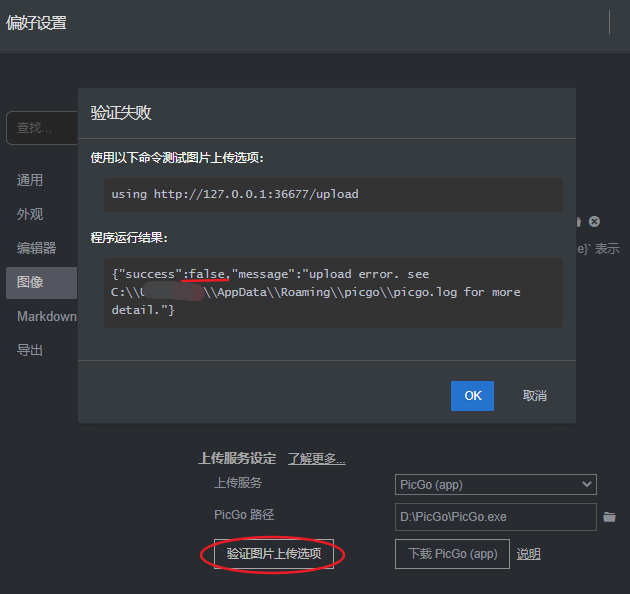 偏好设置
验证失败
查找...
使用以下命令测试图片上传选项:
通用
using http://127.0.0.1:36677/upload
外观
程序运行结果:
编辑器
e}` 表示
{"success":false,"message":"upload error. see
图像
C:\\U\\AppData\\Roaming\\picgo\\picgo.log for more
detail."}
Markdown
导出
OK
取消
上传服务设定 了解更多...
上传服务
PicGo (app)
PicGo 路径
D:\PicGo\PicGo.exe
验证图片上传选项
下载 PicGo (app)
说明